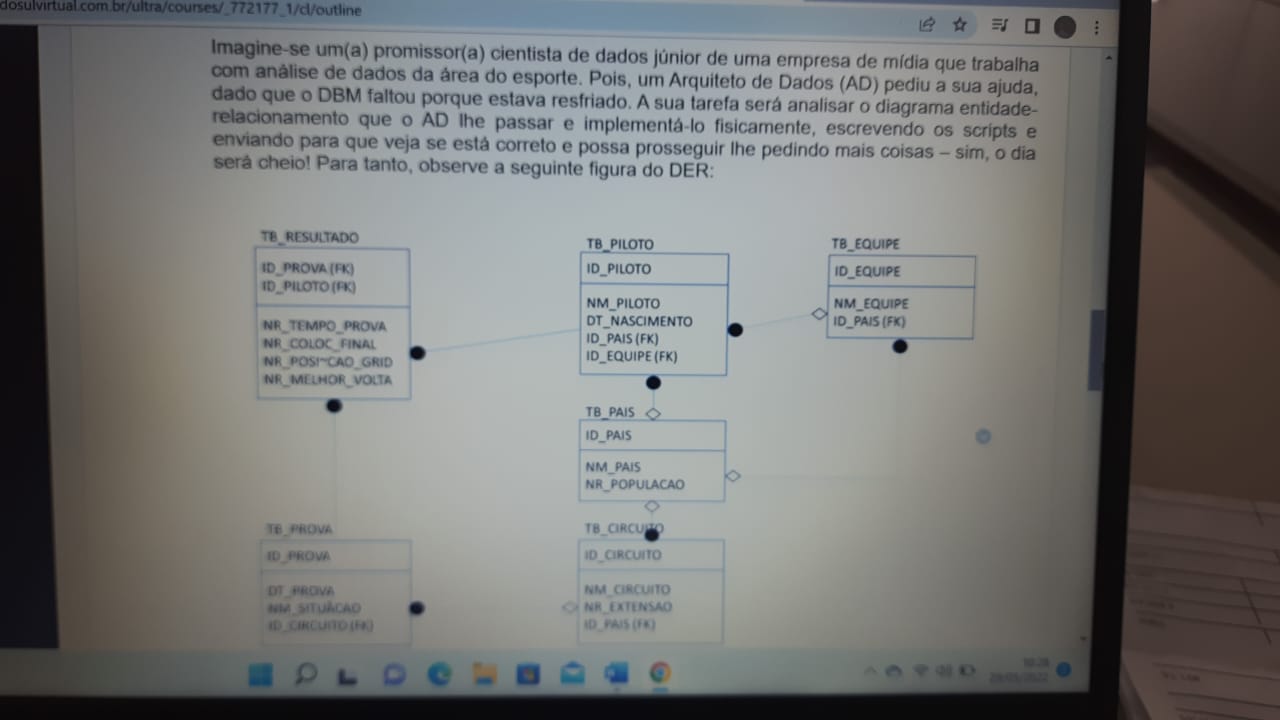 dosulvirtual.com.br/ultra/courses/_772177_1/cl/outline
Imagine-se um(a) promissor(a) cientista de dados júnior de uma empresa de mídia que trabalha
com análise de dados da área do esporte. Pois, um Arquiteto de Dados (AD) pediu a sua ajuda,
dado que o DBM faltou porque estava resfriado. A sua tarefa será analisar o diagrama entidade-
relacionamento que o AD lhe passar e implementá-lo fisicamente, escrevendo os scripts e
enviando para que veja se está correto e possa prosseguir lhe pedindo mais coisas – sim, o dia
será cheio! Para tanto, observe a seguinte figura do DER:
TB_RESULTADO
ID_PROVA (FK)
ID_PILOTO (FK)
NR_TEMPO_PROVA
NR_COLOC_FINAL
NR_POSI~CAO_GRID
NR_MELHOR_VOLTA
TB_PILOTO
ID_PILOTO
NM_PILOTO
DT_NASCIMENTO
ID_PAIS (FK)
ID_EQUIPE (FK)
TB_EQUIPE
ID_EQUIPE
NM_EQUIPE
ID_PAIS (FK)
TB_PAIS
ID_PAIS
NM_PAIS
NR_POPULACAO
TB_PROVA
ID_PROVA
DT_PROVA
NM_SITUACAO
ID_CIRCUITO (FK)
TB_CIRCUITO
ID_CIRCUITO
NM_CIRCUITO
NR_EXTENSAO
ID_PAIS (FK)
10:28